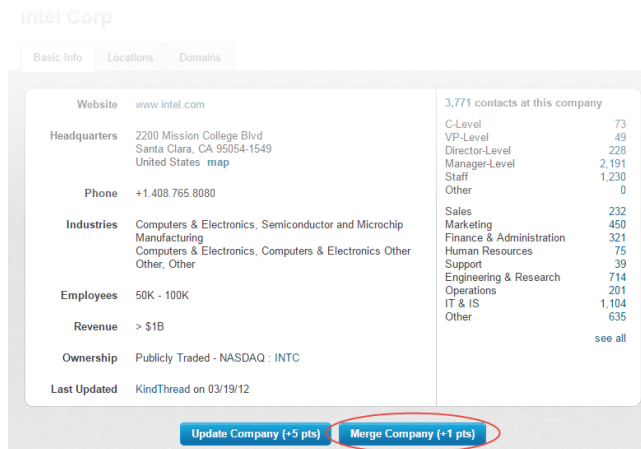 Intel Corp
Basic Info Locations Domains
Website www.intel.com
Headquarters 2200 Mission College Blvd
Santa Clara, CA 95054-1549
United States map
Phone +1.408.765.8080
Industries Computers & Electronics, Semiconductor and Microchip
Manufacturing
Computers & Electronics, Computers & Electronics Other
Other, Other
Employees 50K - 100K
Revenue > $1B
Ownership Publicly Traded - NASDAQ : INTC
Last Updated KindThread on 03/19/12
3,771 contacts at this company
C-Level 73
VP-Level 49
Director-Level 228
Manager-Level 2,191
Staff 1,230
Other 0
Sales 232
Marketing 450
Finance & Administration 321
Human Resources 75
Support 39
Engineering & Research 714
Operations 201
IT & IS 1,104
Other 635
see all
Update Company (+5 pts) Merge Company (+1 pts)